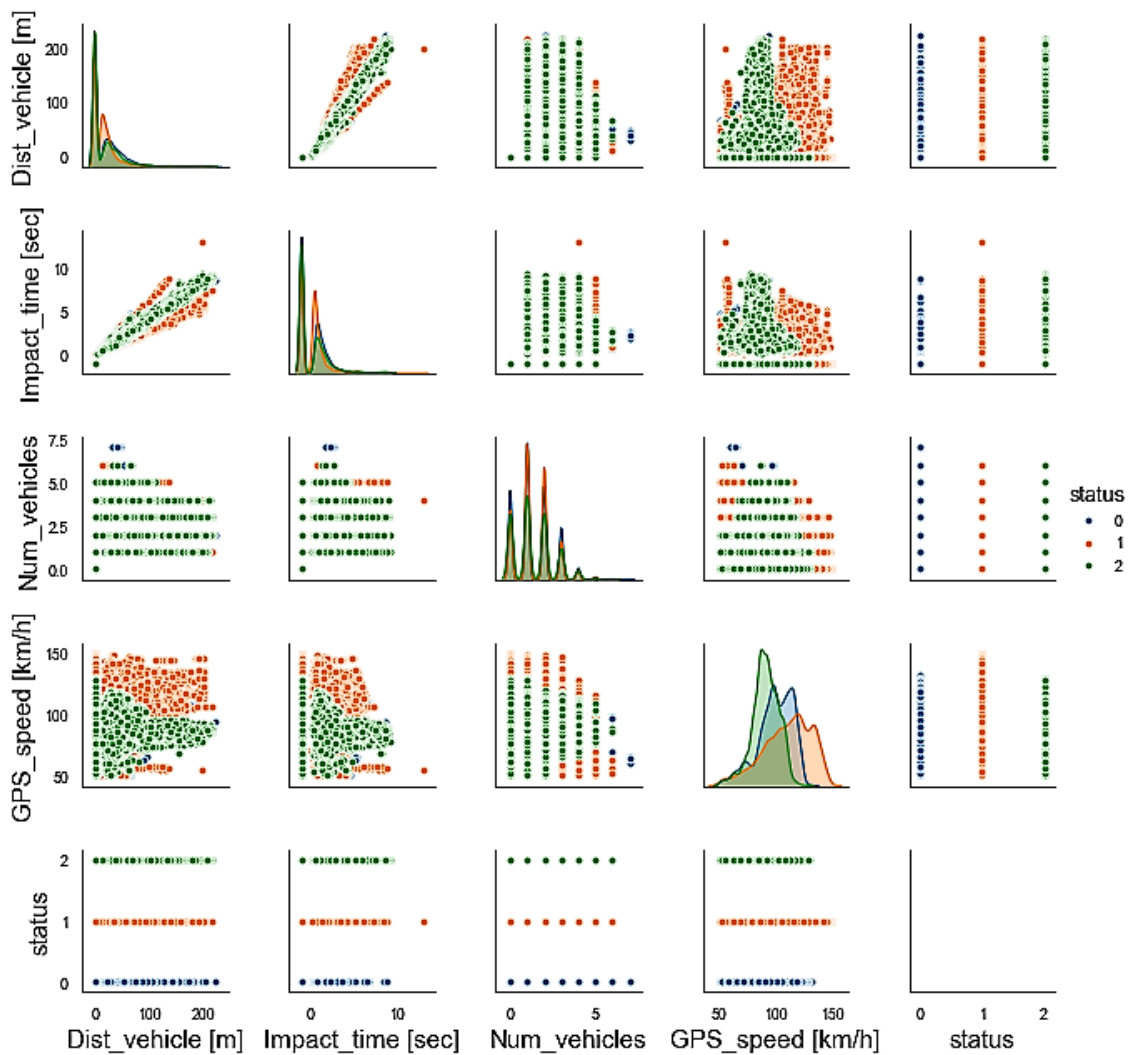 Dist_vehicle [m]
200
100
0
Impact_time [sec]
10
5
0
Num_vehicles
7.5
5.0
2.5
0.0
status
0
1
2
GPS_speed [km/h]
150
100
50
status
2
1
0
0 100 200 0 10 0 5 50 100 150 0 1 2
Dist_vehicle [m] Impact_time [sec] Num_vehicles GPS_speed [km/h] status